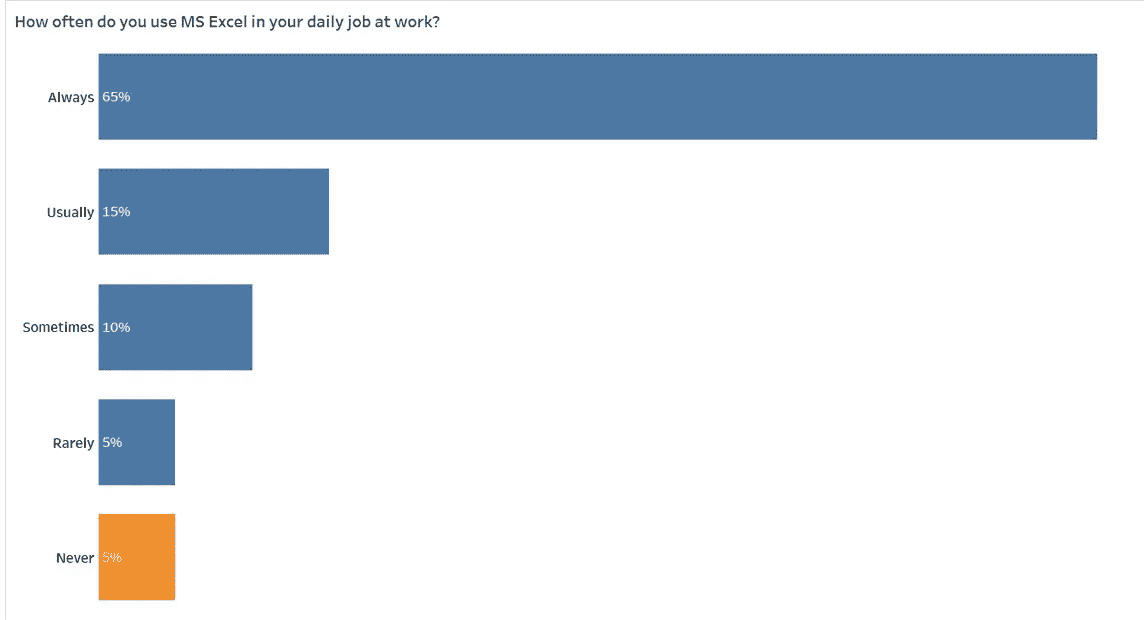 How often do you use MS Excel in your daily job at work?
Always 65%
Usually 15%
Sometimes 10%
Rarely 5%
Never 5%